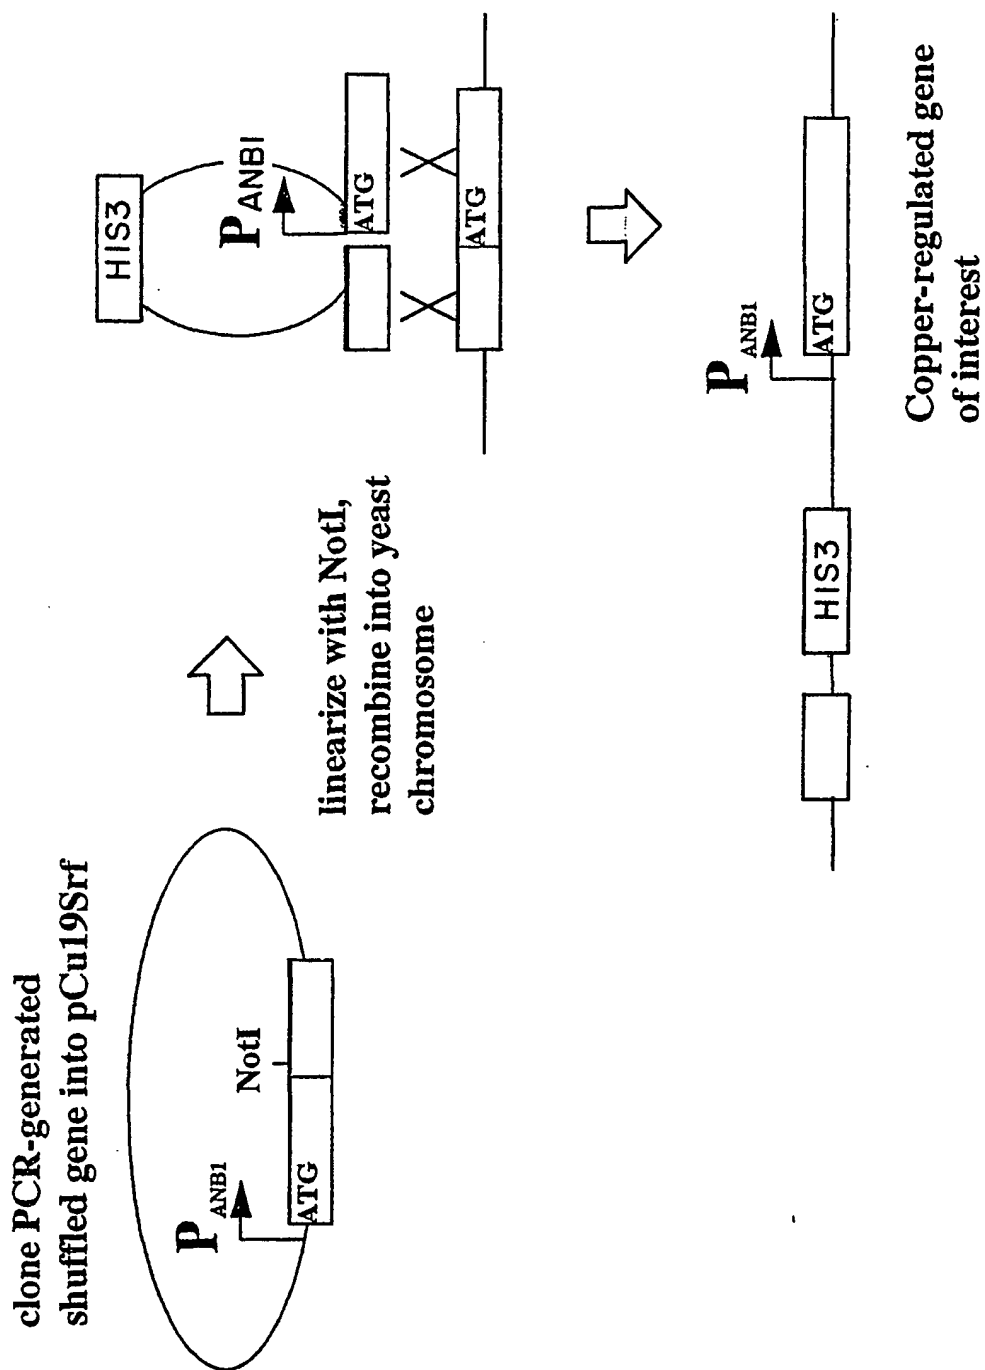 clone PCR-generated
shuffled gene into pCu19Srf
P ANB1
NotI
ATG
linearize with NotI,
recombine into yeast
chromosome
HIS3
P ANB1
ATG
ATG
P ANB1
HIS3
ATG
Copper-regulated gene
of interest